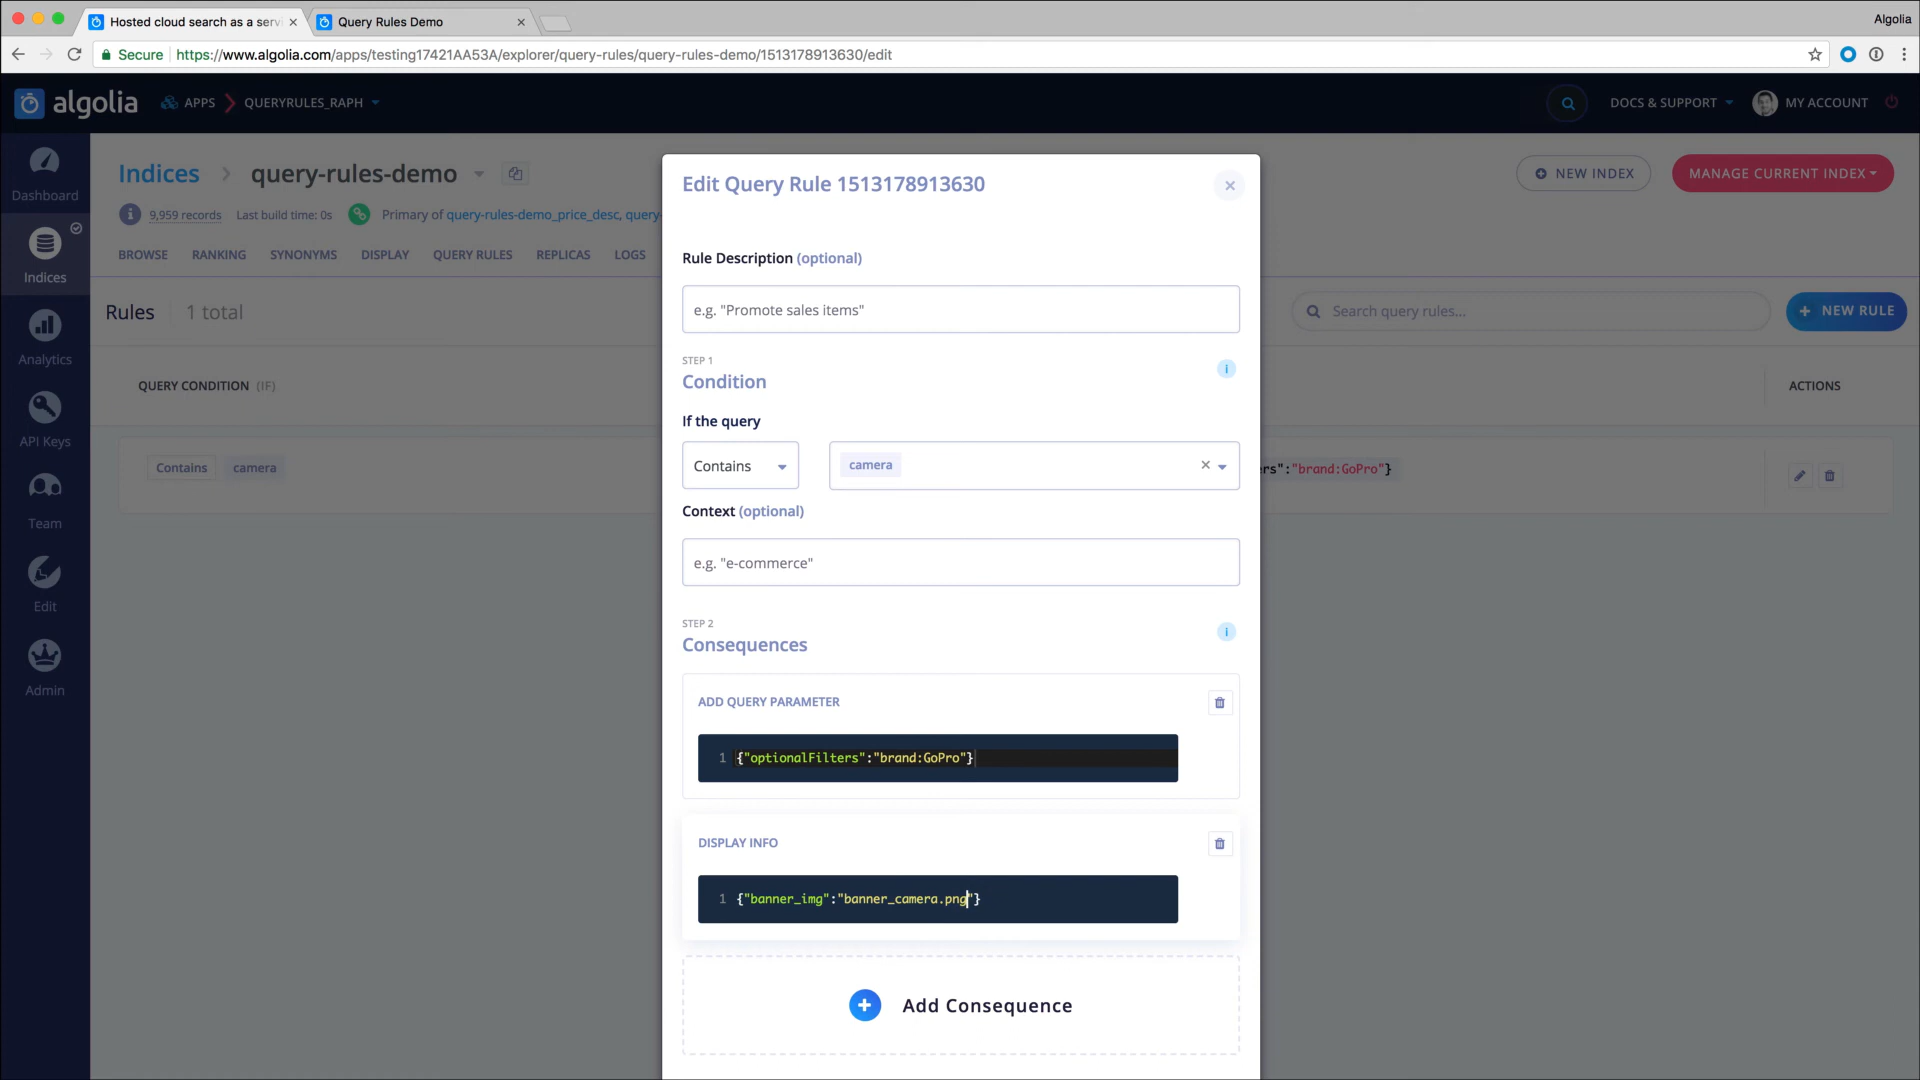 Hosted cloud search as a servi
Query Rules Demo
Algolia
Secure
https://www.algolia.com/apps/testing17421AA53A/explorer/query-rules/query-rules-demo/1513178913630/edit
algolia
APPS
QUERYRULES_RAPH
DOCS & SUPPORT
MY ACCOUNT
Dashboard
Indices
Analytics
API Keys
Team
Edit
Admin
Indices
query-rules-demo
NEW INDEX
MANAGE CURRENT INDEX
9,959 records
Last build time: 0s
Primary of query-rules-demo_price_desc, query-
BROWSE
RANKING
SYNONYMS
DISPLAY
QUERY RULES
REPLICAS
LOGS
Rules
1 total
Search query rules...
NEW RULE
QUERY CONDITION (IF)
ACTIONS
Contains
camera
rs":"brand:GoPro"}
Edit Query Rule 1513178913630
Rule Description (optional)
e.g. "Promote sales items"
STEP 1
Condition
If the query
Contains
camera
Context (optional)
e.g. "e-commerce"
STEP 2
Consequences
ADD QUERY PARAMETER
1 {"optionalFilters":"brand:GoPro"}
DISPLAY INFO
1 {"banner_img":"banner_camera.png"}
Add Consequence